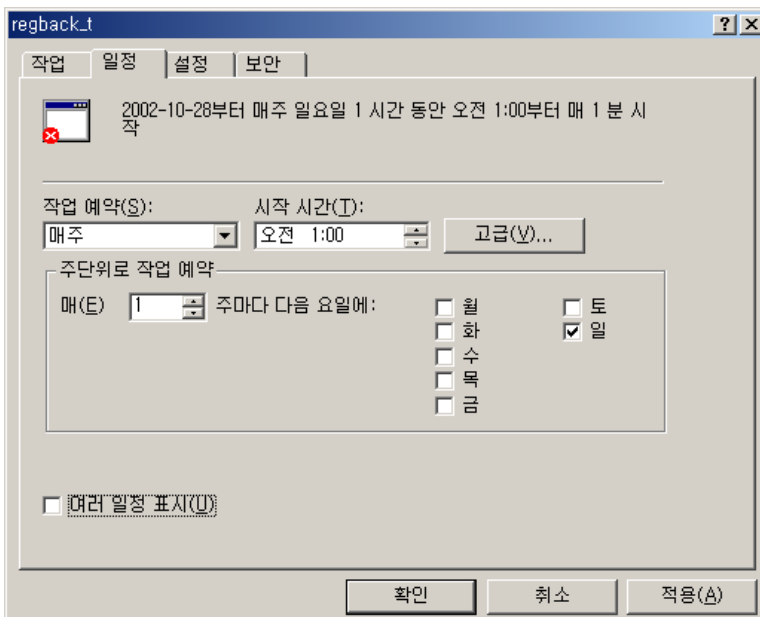 regback_t
작업 일정 설정 보안
2002-10-28부터 매주 일요일 1 시간 동안 오전 1:00부터 매 1 분 시
작
작업 예약(S): 시작 시간(T):
매주 오전 1:00 고급(V)...
주단위로 작업 예약
매(E) 1 주마다 다음 요일에: 월 토
화 일
수
목
금
여러 일정 표시(U)
확인 취소 적용(A)